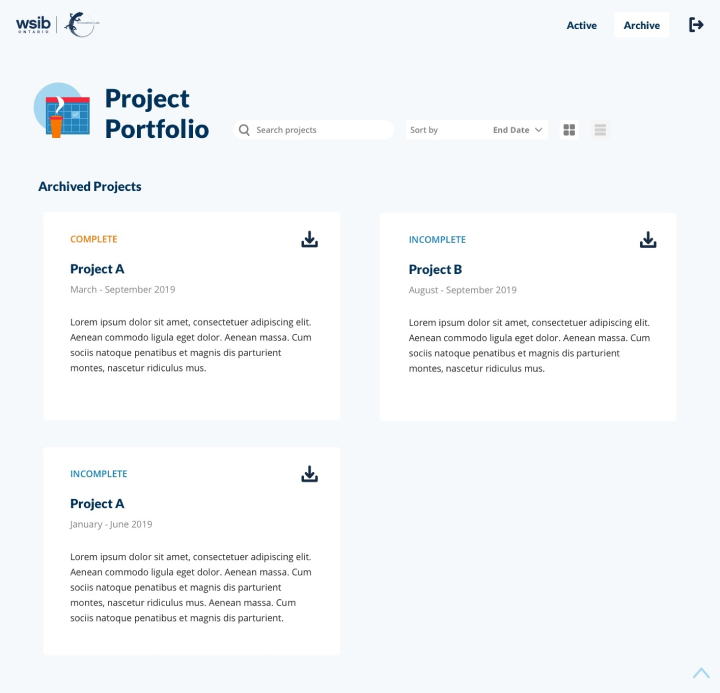 wsib
ONTARIO
Active
Archive
Project
Portfolio
Search projects
Sort by
End Date
Archived Projects
COMPLETE
Project A
March - September 2019
Lorem ipsum dolor sit amet, consectetuer adipiscing elit.
Aenean commodo ligula eget dolor. Aenean massa. Cum
sociis natoque penatibus et magnis dis parturient
montes, nascetur ridiculus mus.
INCOMPLETE
Project B
August - September 2019
Lorem ipsum dolor sit amet, consectetuer adipiscing elit.
Aenean commodo ligula eget dolor. Aenean massa. Cum
sociis natoque penatibus et magnis dis parturient
montes, nascetur ridiculus mus.
INCOMPLETE
Project A
January - June 2019
Lorem ipsum dolor sit amet, consectetuer adipiscing elit.
Aenean commodo ligula eget dolor. Aenean massa. Cum
sociis natoque penatibus et magnis dis parturient
montes, nascetur ridiculus mus. Aenean massa. Cum
sociis natoque penatibus et magnis dis parturient.